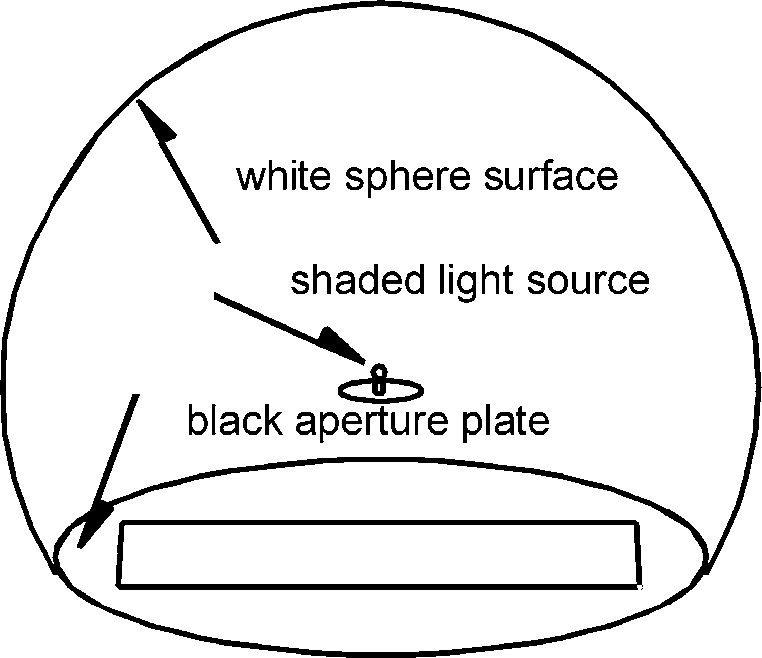 white sphere surface
shaded light source
black aperture plate